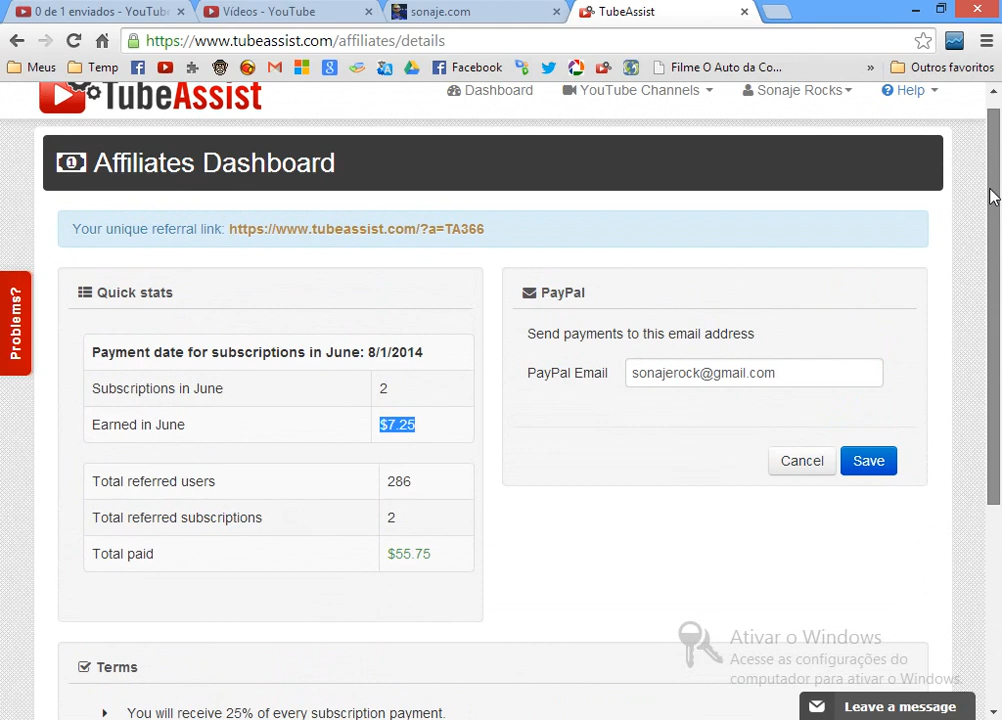 0 de 1 enviados - YouTube
Vídeos - YouTube
sonaje.com
TubeAssist
https://www.tubeassist.com/affiliates/details
Meus
Temp
Facebook
Filme O Auto da Co...
»
Outros favoritos
TubeAssist
Dashboard
YouTube Channels
Sonaje Rocks
Help
Affiliates Dashboard
Your unique referral link: https://www.tubeassist.com/?a=TA366
Problems?
Quick stats
Payment date for subscriptions in June: 8/1/2014
Subscriptions in June 2
Earned in June $7.25
Total referred users 286
Total referred subscriptions 2
Total paid $55.75
PayPal
Send payments to this email address
PayPal Email sonajerock@gmail.com
Cancel Save
Terms
You will receive 25% of every subscription payment.
Ativar o Windows
Acesse as configurações do
computador para ativar o Windows.
Leave a message